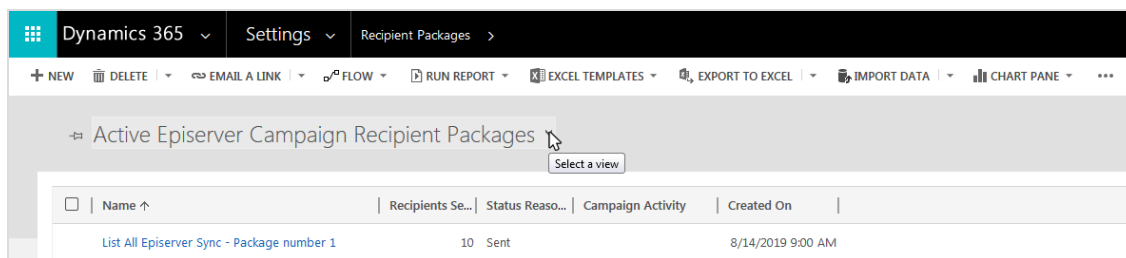 Dynamics 365 Settings Recipient Packages >
+ NEW DELETE EMAIL A LINK FLOW RUN REPORT EXCEL TEMPLATES EXPORT TO EXCEL IMPORT DATA CHART PANE ...
Active Episerver Campaign Recipient Packages
Select a view
Name ↑ Recipients Se... Status Reaso... Campaign Activity Created On
List All Episerver Sync - Package number 1 10 Sent 8/14/2019 9:00 AM